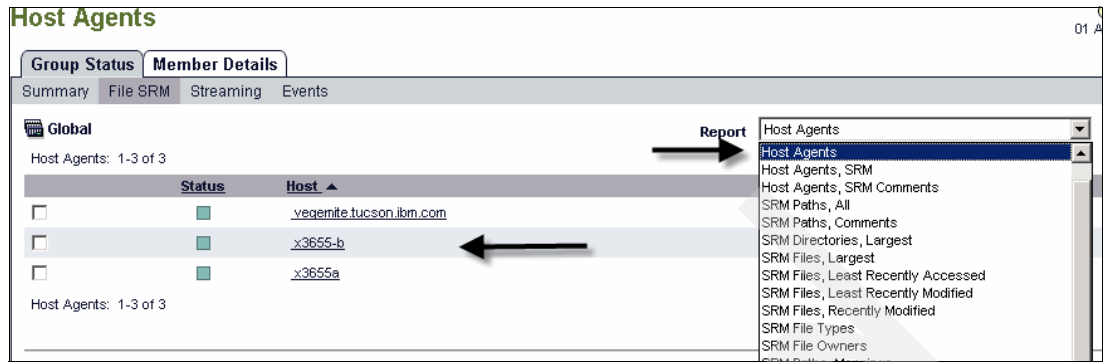 Host Agents
01 A
Group Status Member Details
Summary File SRM Streaming Events
Global
Report Host Agents
Host Agents: 1-3 of 3
Status Host
vegemite.tucson.ibm.com
x3655-b
x3655a
Host Agents: 1-3 of 3
Host Agents
Host Agents, SRM
Host Agents, SRM Comments
SRM Paths, All
SRM Paths, Comments
SRM Directories, Largest
SRM Files, Largest
SRM Files, Least Recently Accessed
SRM Files, Least Recently Modified
SRM Files, Recently Modified
SRM File Types
SRM File Owners